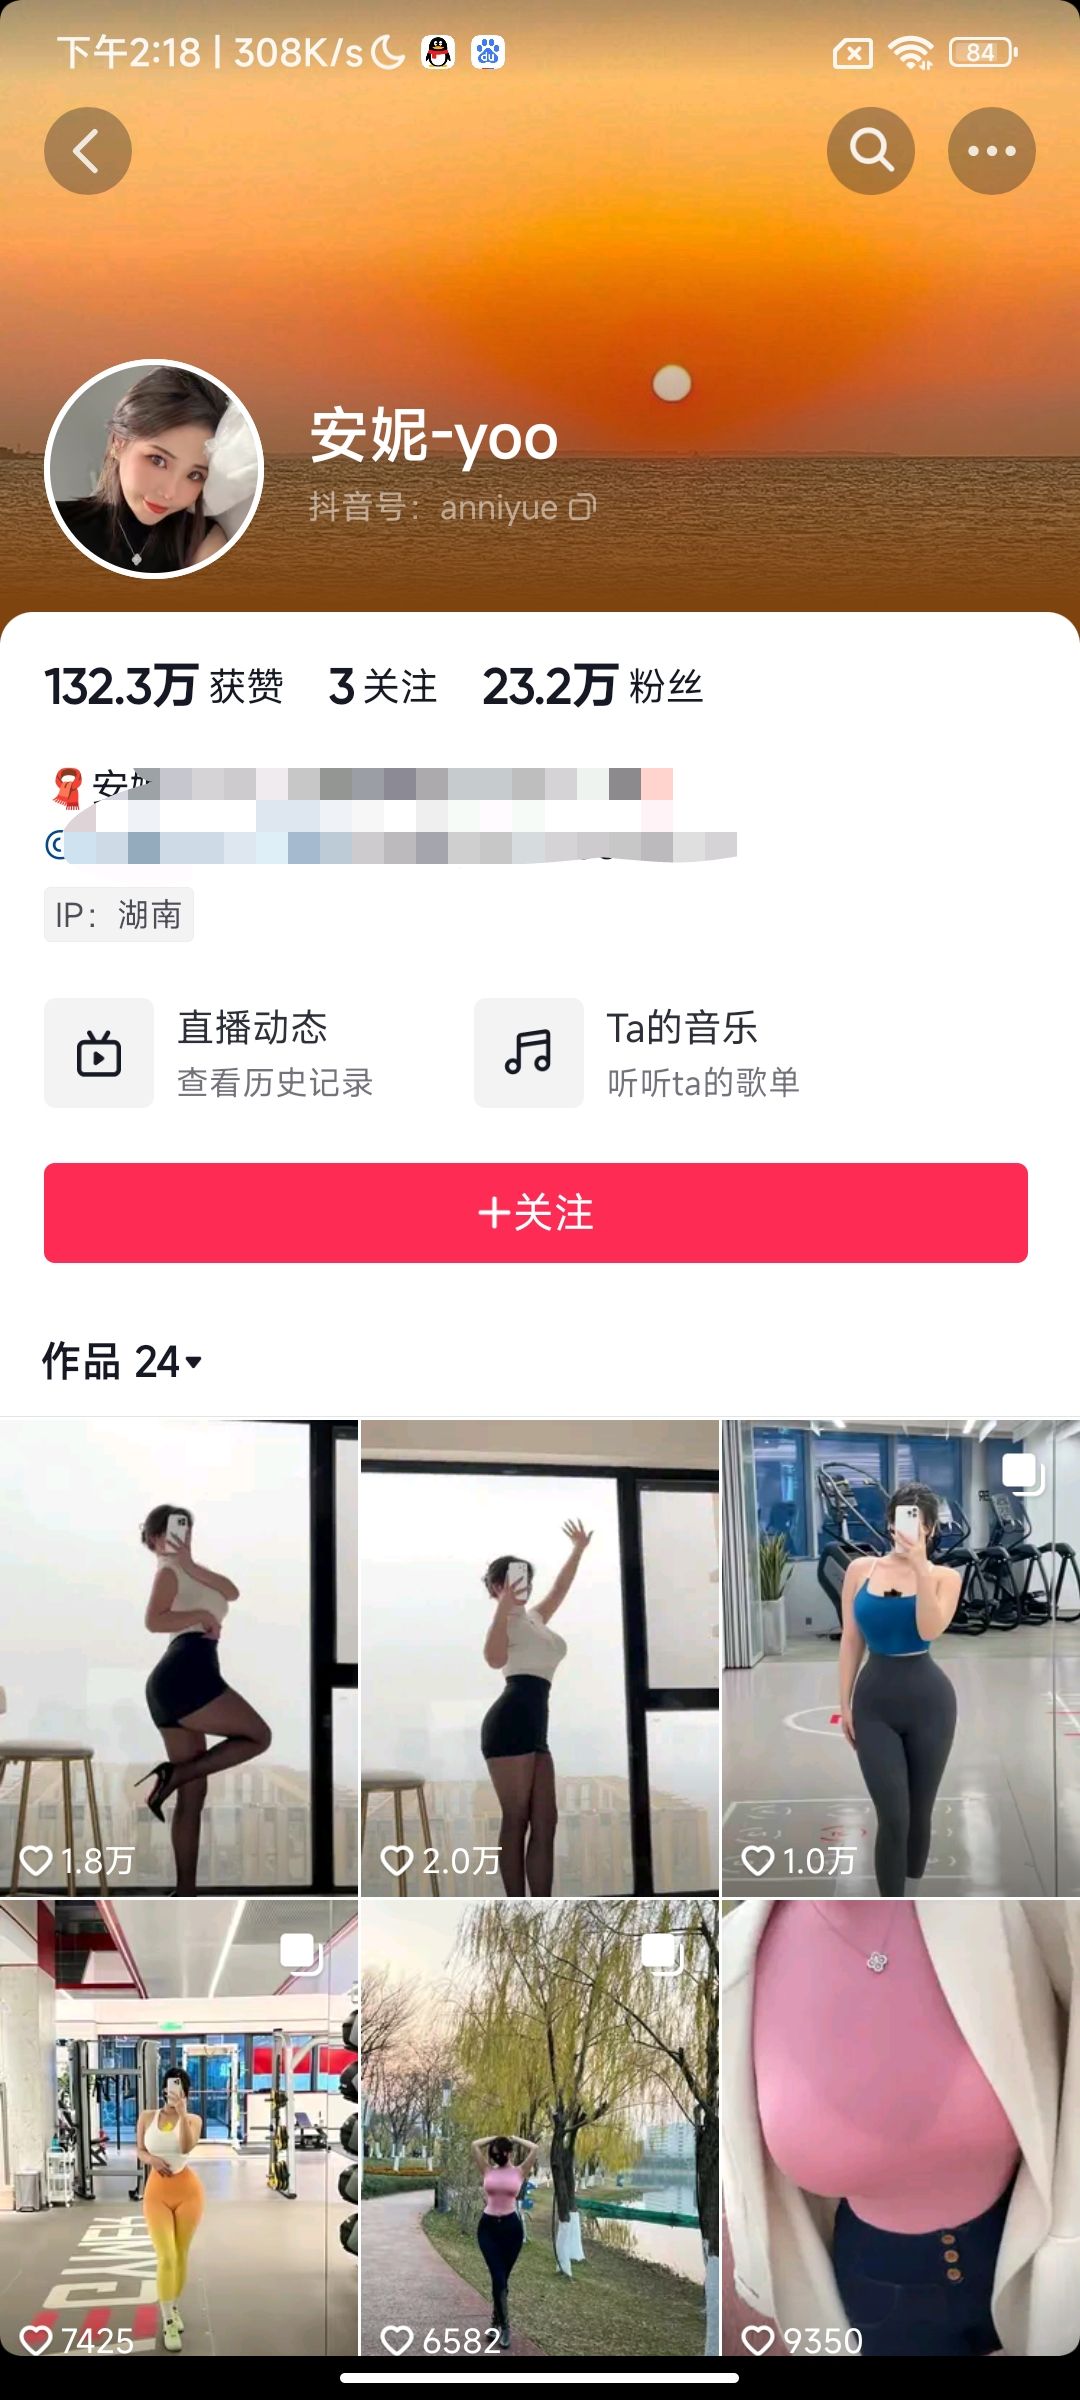 下午2:18 | 308K/s
84
安妮-yoo
抖音号：anniyue
132.3万 获赞 3 关注 23.2万 粉丝
安
IP：湖南
直播动态
查看历史记录
Ta的音乐
听听ta的歌单
+关注
作品 24
1.8万
2.0万
1.0万
7425
6582
9350